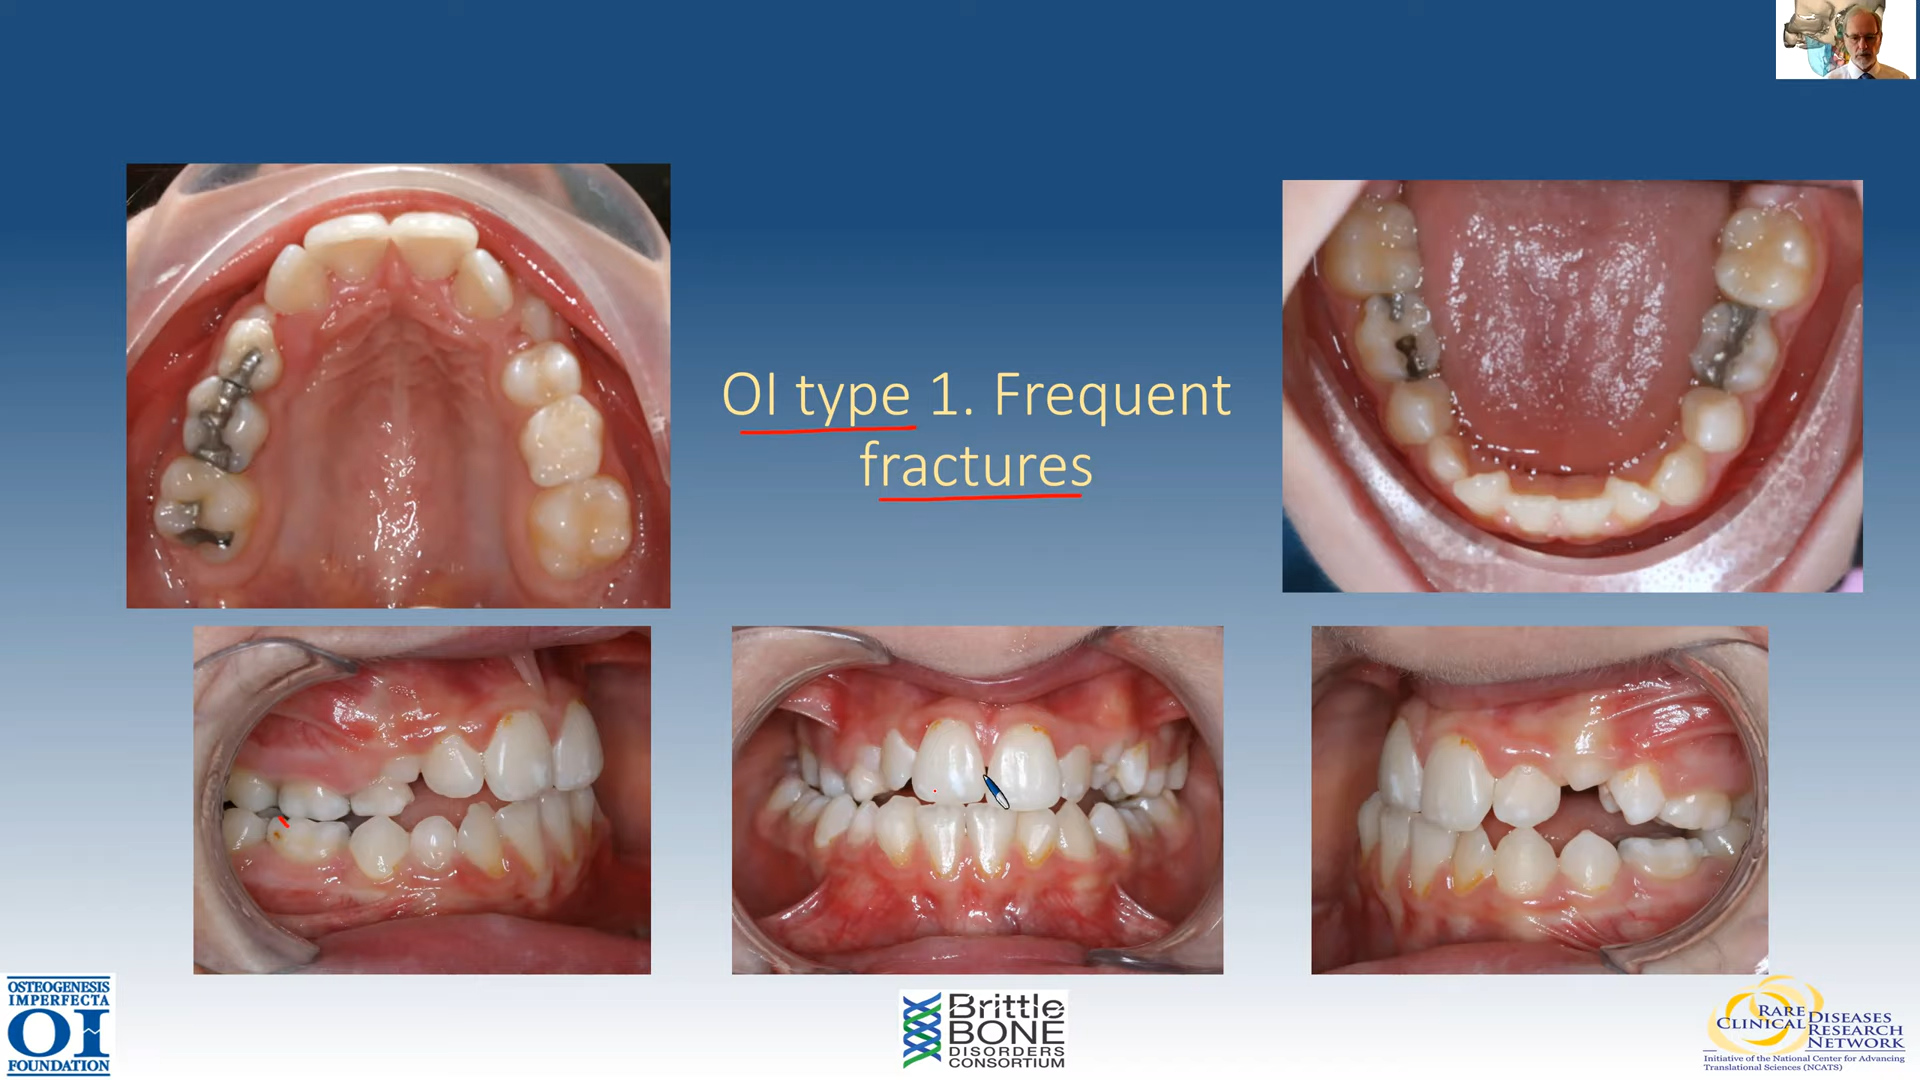 OI type 1. Frequent
fractures
OSTEOGENESIS
IMPERFECTA
OI
FOUNDATION
Brittle
BONE
DISORDERS
CONSORTIUM
RARE DISEASES
CLINICAL RESEARCH
NETWORK
Initiative of the National Center for Advancing
Translational Sciences (NCATS)